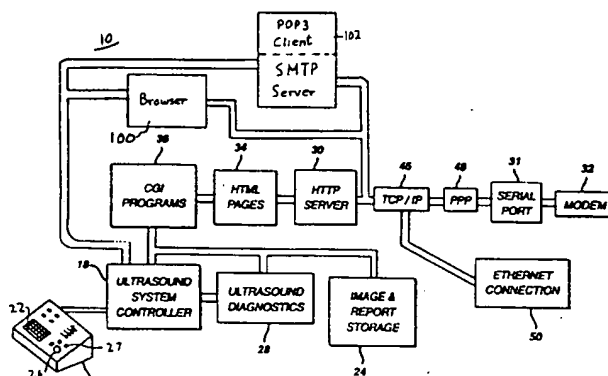 10
POP3
Client
SMTP
Server
102
Browser
100
36
CGI
PROGRAMS
34
HTML
PAGES
30
HTTP
SERVER
46
TCP / IP
48
PPP
31
SERIAL
PORT
32
MODEM
18
ULTRASOUND
SYSTEM
CONTROLLER
ULTRASOUND
DIAGNOSTICS
28
IMAGE &
REPORT
STORAGE
24
ETHERNET
CONNECTION
50
22
27